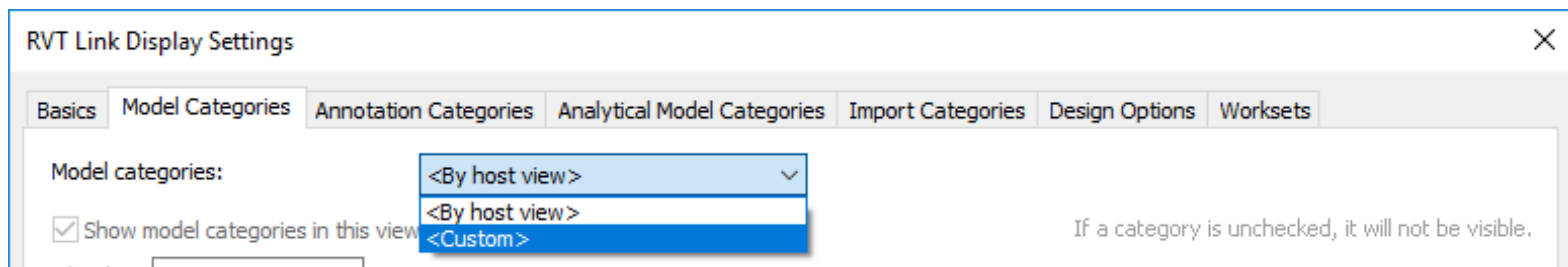 RVT Link Display Settings
Basics Model Categories Annotation Categories Analytical Model Categories Import Categories Design Options Worksets
Model categories: <By host view>
<By host view>
Show model categories in this view <Custom> If a category is unchecked, it will not be visible.